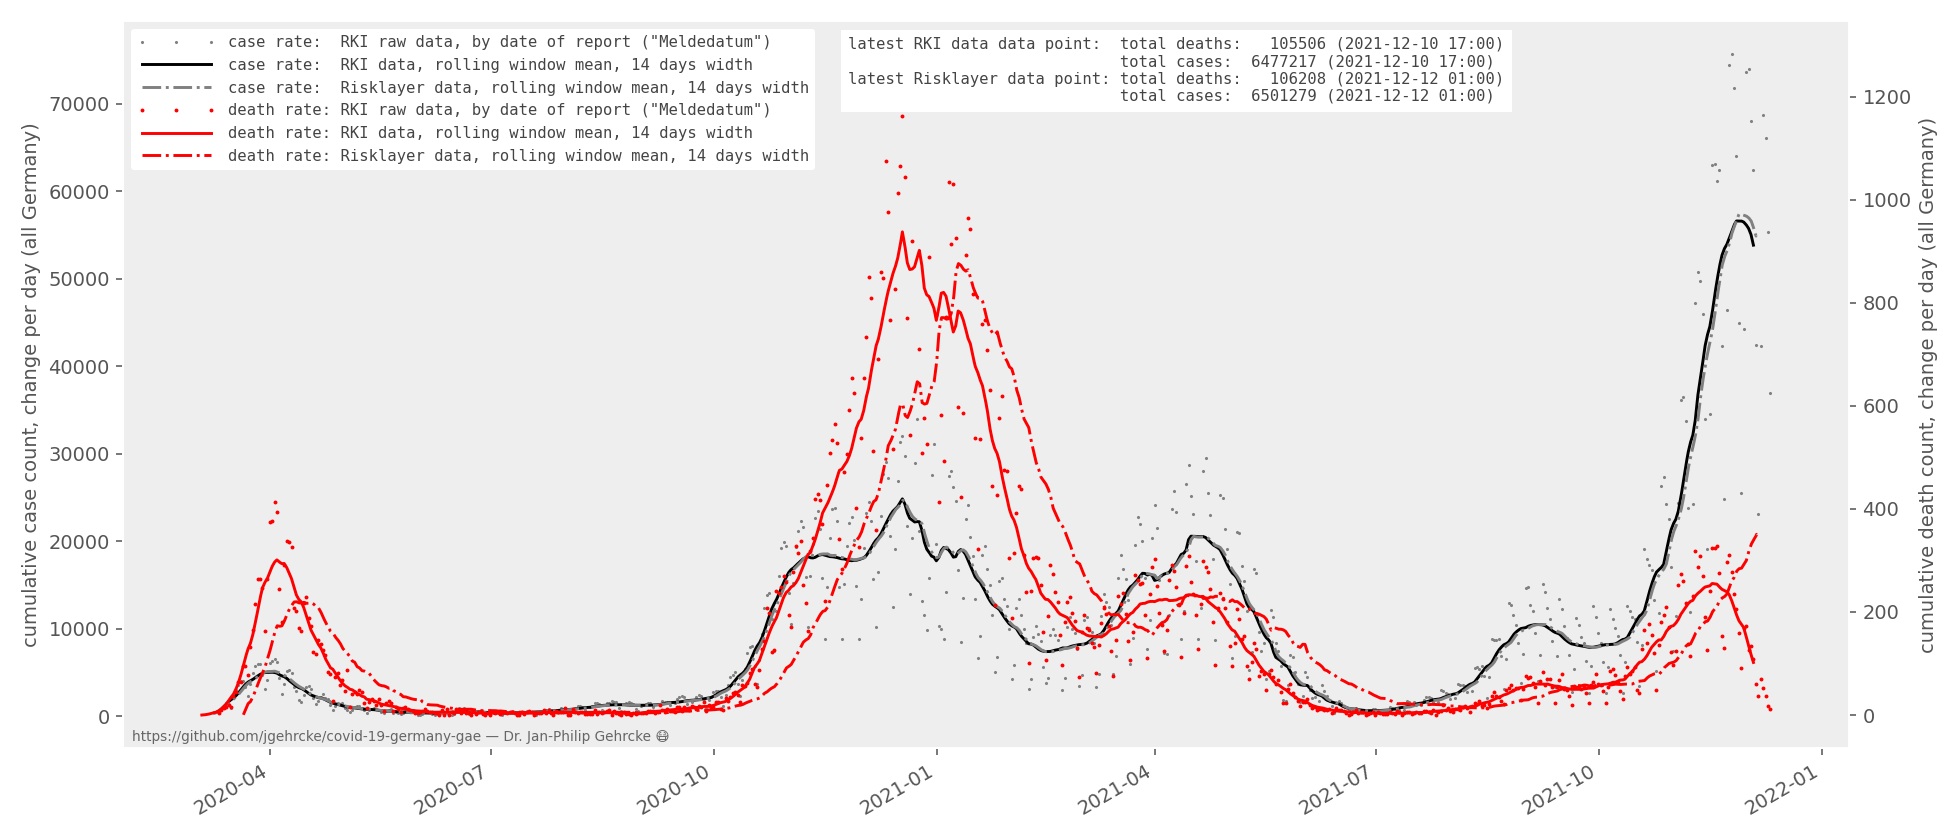 case rate:  RKI raw data, by date of report ("Meldedatum")
case rate:  RKI data, rolling window mean, 14 days width
case rate:  Risklayer data, rolling window mean, 14 days width
death rate: RKI raw data, by date of report ("Meldedatum")
death rate: RKI data, rolling window mean, 14 days width
death rate: Risklayer data, rolling window mean, 14 days width
latest RKI data data point:  total deaths:   105506 (2021-12-10 17:00)
total cases:  6477217 (2021-12-10 17:00)
latest Risklayer data point: total deaths:   106208 (2021-12-12 01:00)
total cases:  6501279 (2021-12-12 01:00)
cumulative case count, change per day (all Germany)
70000
60000
50000
40000
30000
20000
10000
0
1200
1000
800
600
400
200
0
cumulative death count, change per day (all Germany)
https://github.com/jgehrcke/covid-19-germany-gae — Dr. Jan-Philip Gehrcke 😷
2020-04
2020-07
2020-10
2021-01
2021-04
2021-07
2021-10
2022-01